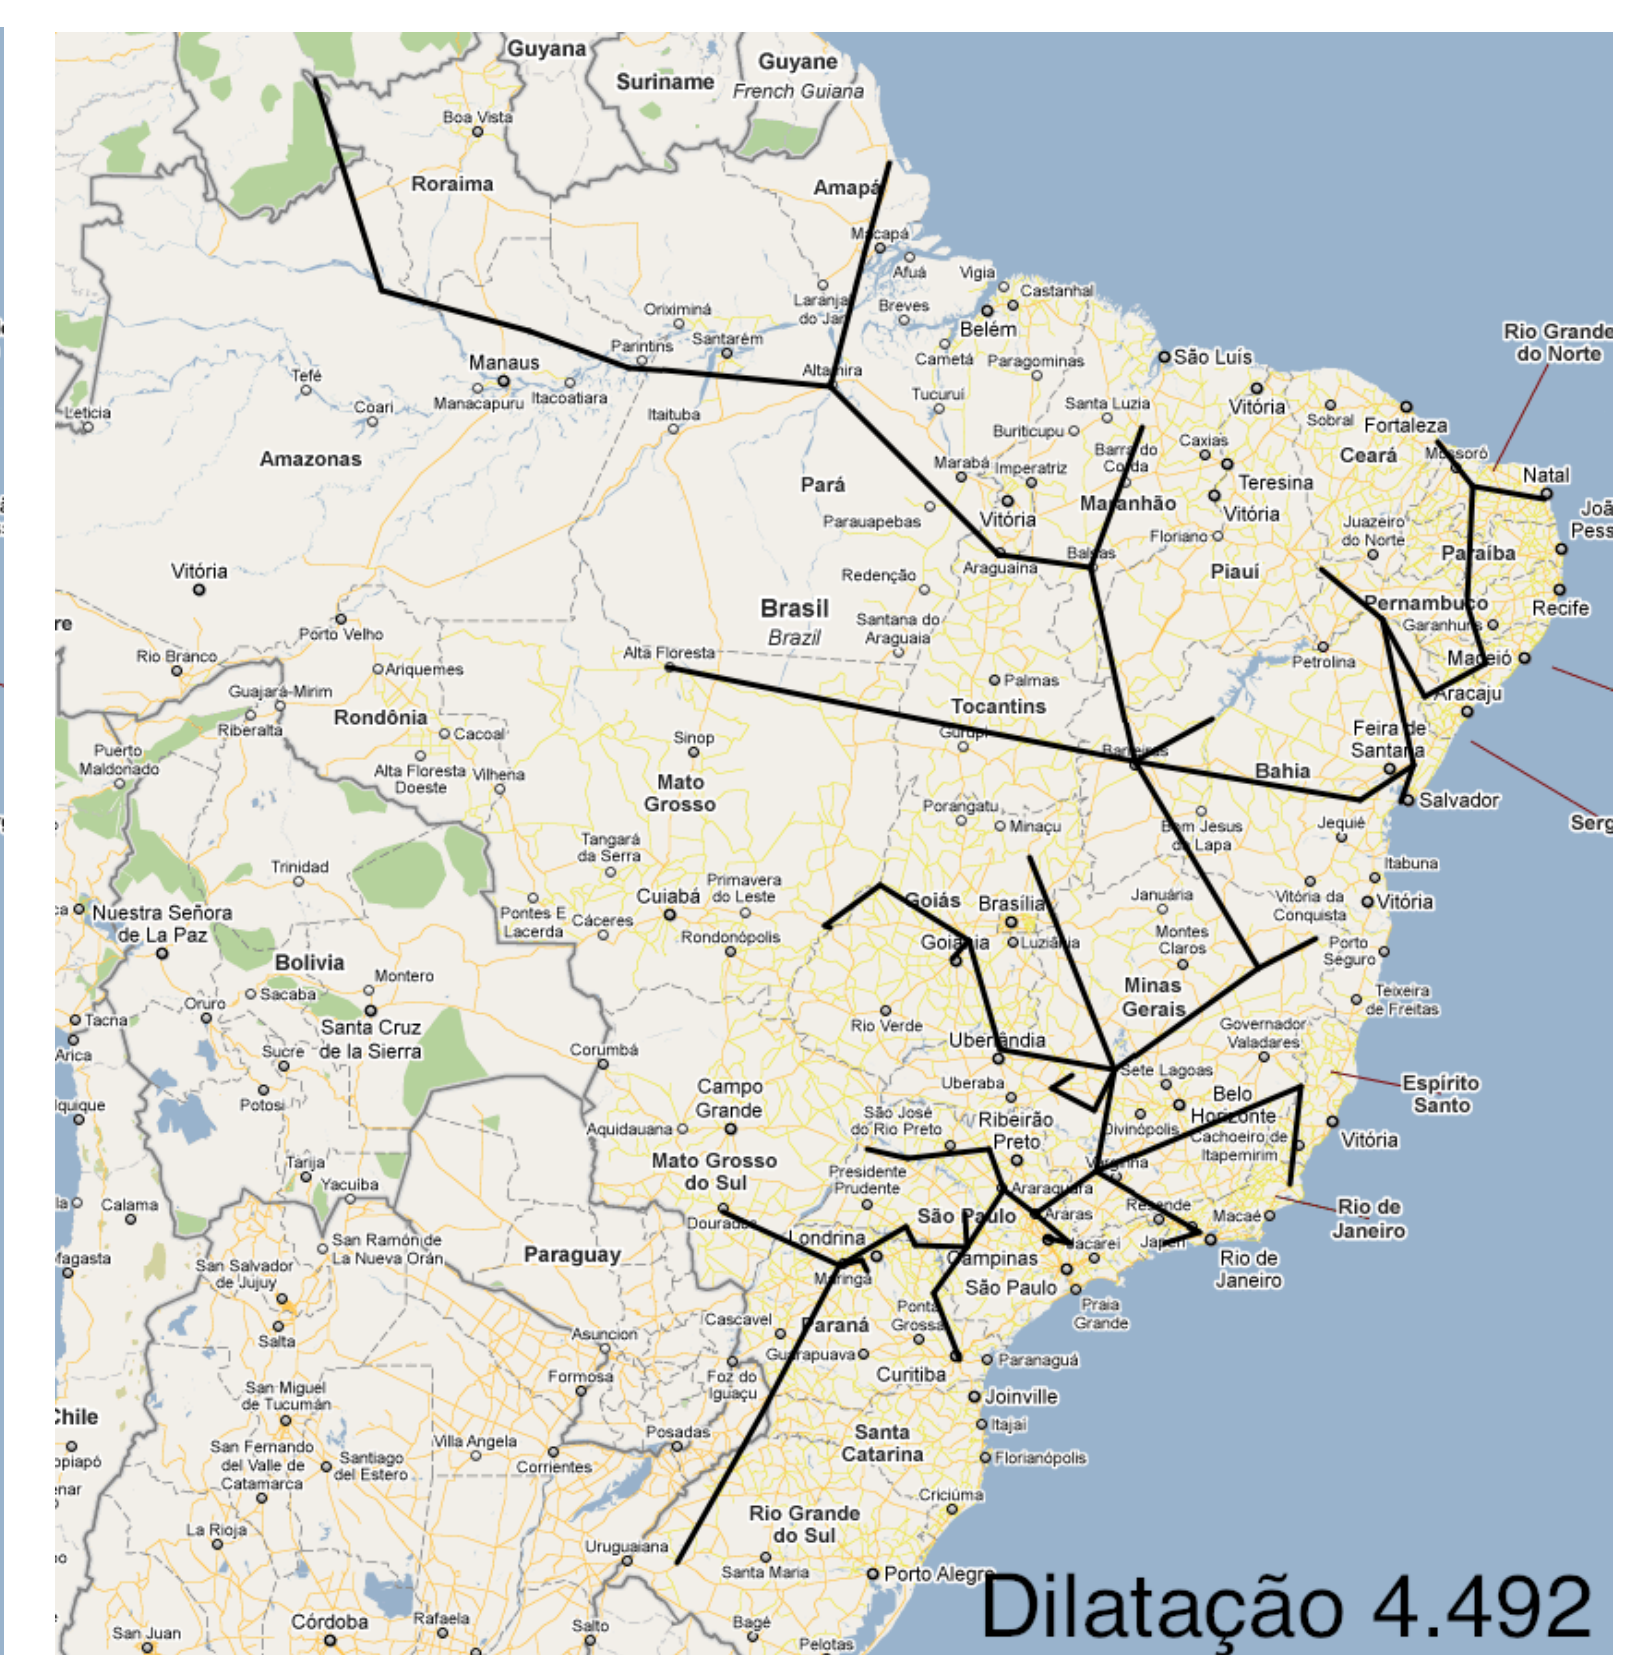 Guyana
Suriname
Guyane
French Guiana
Boa Vista
Roraima
Amapá
Macapá
Afuá
Vigia
Castanhal
Belém
Laranja
do Jari
Breves
Oriximiná
Santarém
Parintins
Cametá
Paragominas
São Luís
Rio Grande
do Norte
Manaus
Tefé
Manacapuru
Itacoatiara
Altamira
Tucuruí
Santa Luzia
Vitória
Sobral
Fortaleza
Leticia
Coari
Itaituba
Buriticupu
Caxias
Ceará
Mossoró
Amazonas
Marabá
Imperatriz
Barra do
Corda
Teresina
Natal
Pará
Maranhão
Vitória
Parauapebas
Vitória
Juazeiro
do Norte
João
Floriano
Pess
Balsas
Araguaína
Paraíba
Piauí
Vitória
Redenção
Brasil
Brazil
Pernambuco
Recife
Santana do
Araguaia
Garanhuns
re
Porto Velho
Rio Branco
Ariquemes
Alta Floresta
Petrolina
Maceió
Palmas
Guajará-Mirim
Aracaju
Rondônia
Tocantins
Riberalta
Cacoal
Sinop
Gurupi
Feira de
Santana
Puerto
Maldonado
Barreiras
Alta Floresta
Doeste
Vilhena
Mato
Grosso
Bahia
Salvador
Porangatu
Minaçu
Bom Jesus
da Lapa
Jequié
Serg
Tangará
da Serra
Trinidad
Itabuna
Primavera
do Leste
Cuiabá
Goiás
Brasília
Januária
Vitória da
Conquista
Vitória
Nuestra Señora
de La Paz
Pontes E
Lacerda
Cáceres
Rondonópolis
Goiânia
Luziânia
Montes
Claros
Porto
Seguro
Bolivia
Montero
Sacaba
Oruro
Minas
Gerais
Teixeira
de Freitas
Tacna
Santa Cruz
de la Sierra
Rio Verde
Governador
Valadares
Arica
Sucre
Corumbá
Uberlândia
Sete Lagoas
Potosi
Campo
Grande
Uberaba
Belo
Horizonte
Espírito
Santo
Iquique
São José
do Rio Preto
Ribeirão
Preto
Divinópolis
Cachoeiro de
Itapemirim
Vitória
Aquidauana
Tarija
Mato Grosso
do Sul
Presidente
Prudente
Varginha
Yacuiba
Araraquara
Calama
Dourados
São Paulo
Araras
Resende
Macaé
Rio de
Janeiro
San Ramón de
La Nueva Orán
Paraguay
Londrina
Campinas
Jacareí
Japeri
Rio de
Janeiro
San Salvador
de Jujuy
Maringá
São Paulo
Praia
Grande
Salta
Asuncion
Cascavel
Paraná
Ponta
Grossa
Guarapuava
Paranaguá
Formosa
Foz do
Iguaçu
Curitiba
San Miguel
de Tucumán
Joinville
Chile
Villa Angela
Posadas
Santa
Catarina
Itajaí
San Fernando
del Valle de
Catamarca
Santiago
del Estero
Corrientes
Florianópolis
Criciúma
La Rioja
Rio Grande
do Sul
Uruguaiana
Santa Maria
Porto Alegre
Córdoba
Rafaela
Salto
Bagé
San Juan
Pelotas
Dilatação 4.492